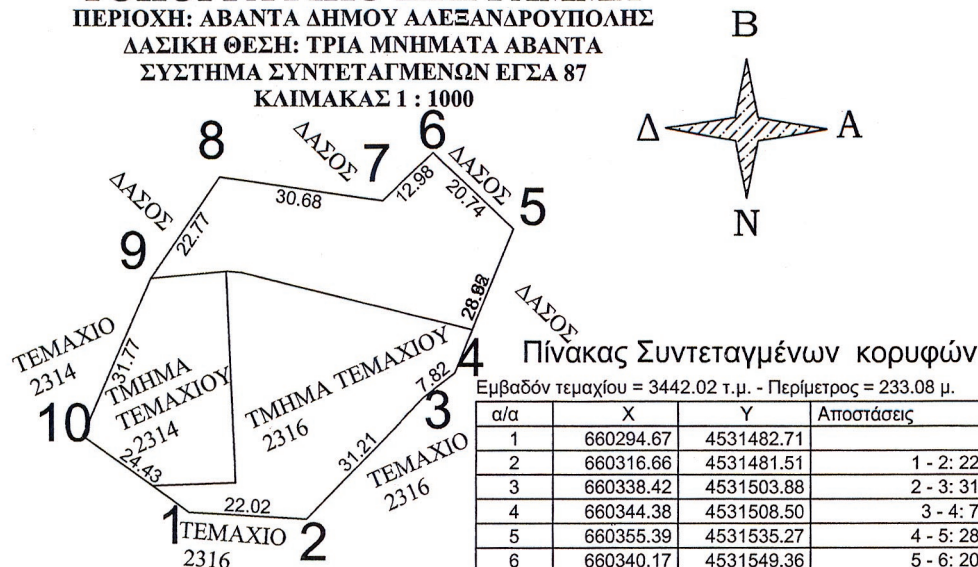 ΠΕΡΙΟΧΗ: ΑΒΑΝΤΑ ΔΗΜΟΥ ΑΛΕΞΑΝΔΡΟΥΠΟΛΗΣ
ΔΑΣΙΚΗ ΘΕΣΗ: ΤΡΙΑ ΜΝΗΜΑΤΑ ΑΒΑΝΤΑ
ΣΥΣΤΗΜΑ ΣΥΝΤΕΤΑΓΜΕΝΩΝ ΕΓΣΑ 87
ΚΛΙΜΑΚΑΣ 1 : 1000
Β
Δ
Α
Ν
8
ΔΑΣΟΣ
7
6
ΔΑΣΟΣ
12.98
20.74
5
30.68
ΔΑΣΟΣ
22.77
9
ΔΑΣΟΣ
ΤΕΜΑΧΙΟ
2314
31.77
ΤΜΗΜΑ
ΤΕΜΑΧΙΟΥ
2314
ΤΜΗΜΑ ΤΕΜΑΧΙΟΥ
2316
4
7.82
3
10
24.43
31.21
ΤΕΜΑΧΙΟ
2316
22.02
1
ΤΕΜΑΧΙΟ
2316
2
Πίνακας Συντεταγμένων κορυφών
Εμβαδόν τεμαχίου = 3442.02 τ.μ. - Περίμετρος = 233.08 μ.
α/α Χ Υ Αποστάσεις
1 660294.67 4531482.71
2 660316.66 4531481.51 1 - 2: 22
3 660338.42 4531503.88 2 - 3: 31
4 660344.38 4531508.50 3 - 4: 7
5 660355.39 4531535.27 4 - 5: 28
6 660340.17 4531549.36 5 - 6: 20